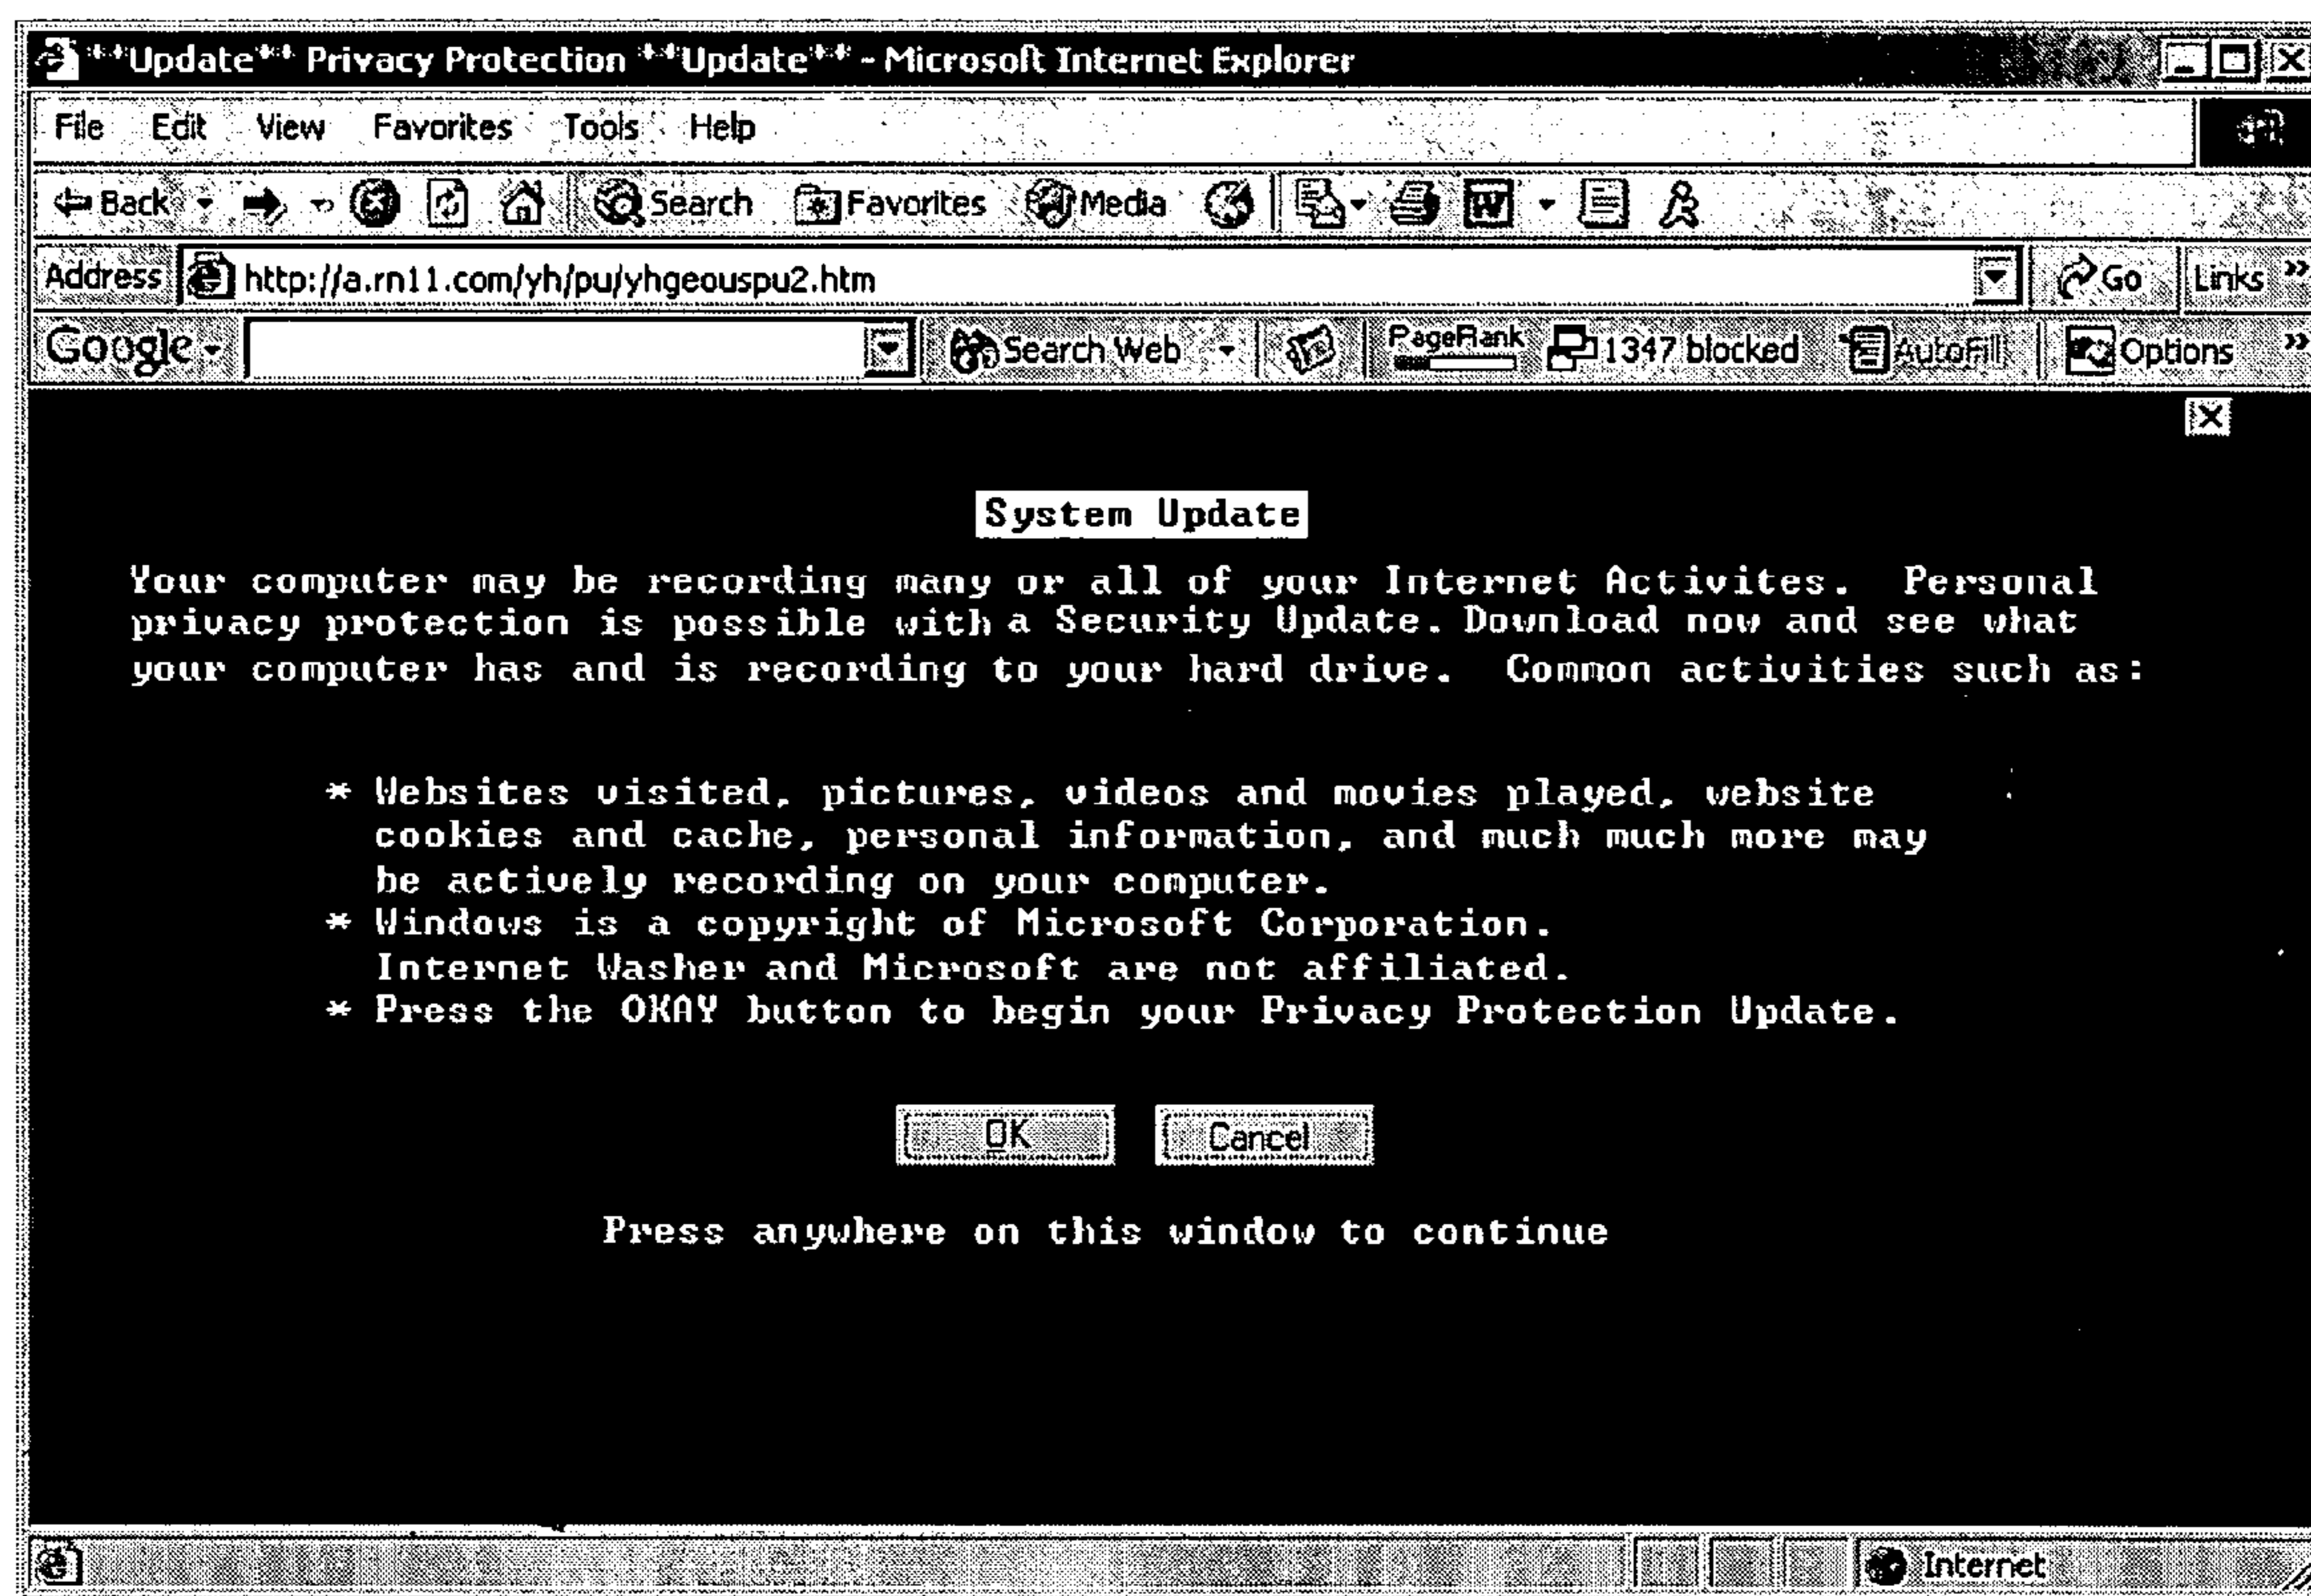 **Update** Privacy Protection **Update** - Microsoft Internet Explorer
File Edit View Favorites Tools Help
Back Search Favorites Media
Address http://a.rn11.com/yh/pu/yhgeouspu2.htm Go Links »
Google Search Web PageRank 1347 blocked AutoFill Options »
System Update
Your computer may be recording many or all of your Internet Activites. Personal
privacy protection is possible with a Security Update. Download now and see what
your computer has and is recording to your hard drive. Common activities such as:
* Websites visited, pictures, videos and movies played, website
cookies and cache, personal information, and much much more may
be actively recording on your computer.
* Windows is a copyright of Microsoft Corporation.
Internet Washer and Microsoft are not affiliated.
* Press the OKAY button to begin your Privacy Protection Update.
OK Cancel
Press anywhere on this window to continue
Internet